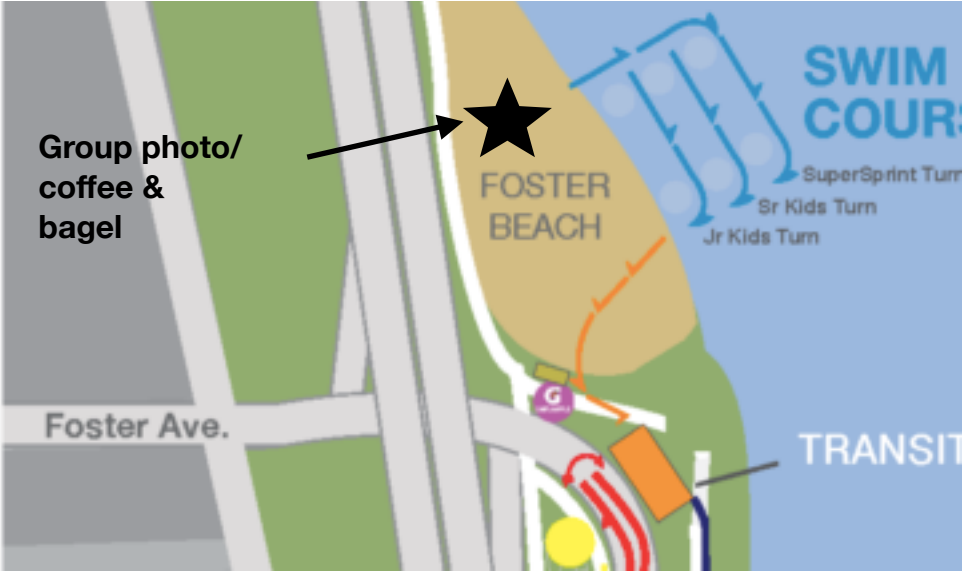 Group photo/
coffee &
bagel
FOSTER
BEACH
SWIM
COURS
SuperSprint Turn
Sr Kids Turn
Jr Kids Turn
Foster Ave.
G
TRANSIT